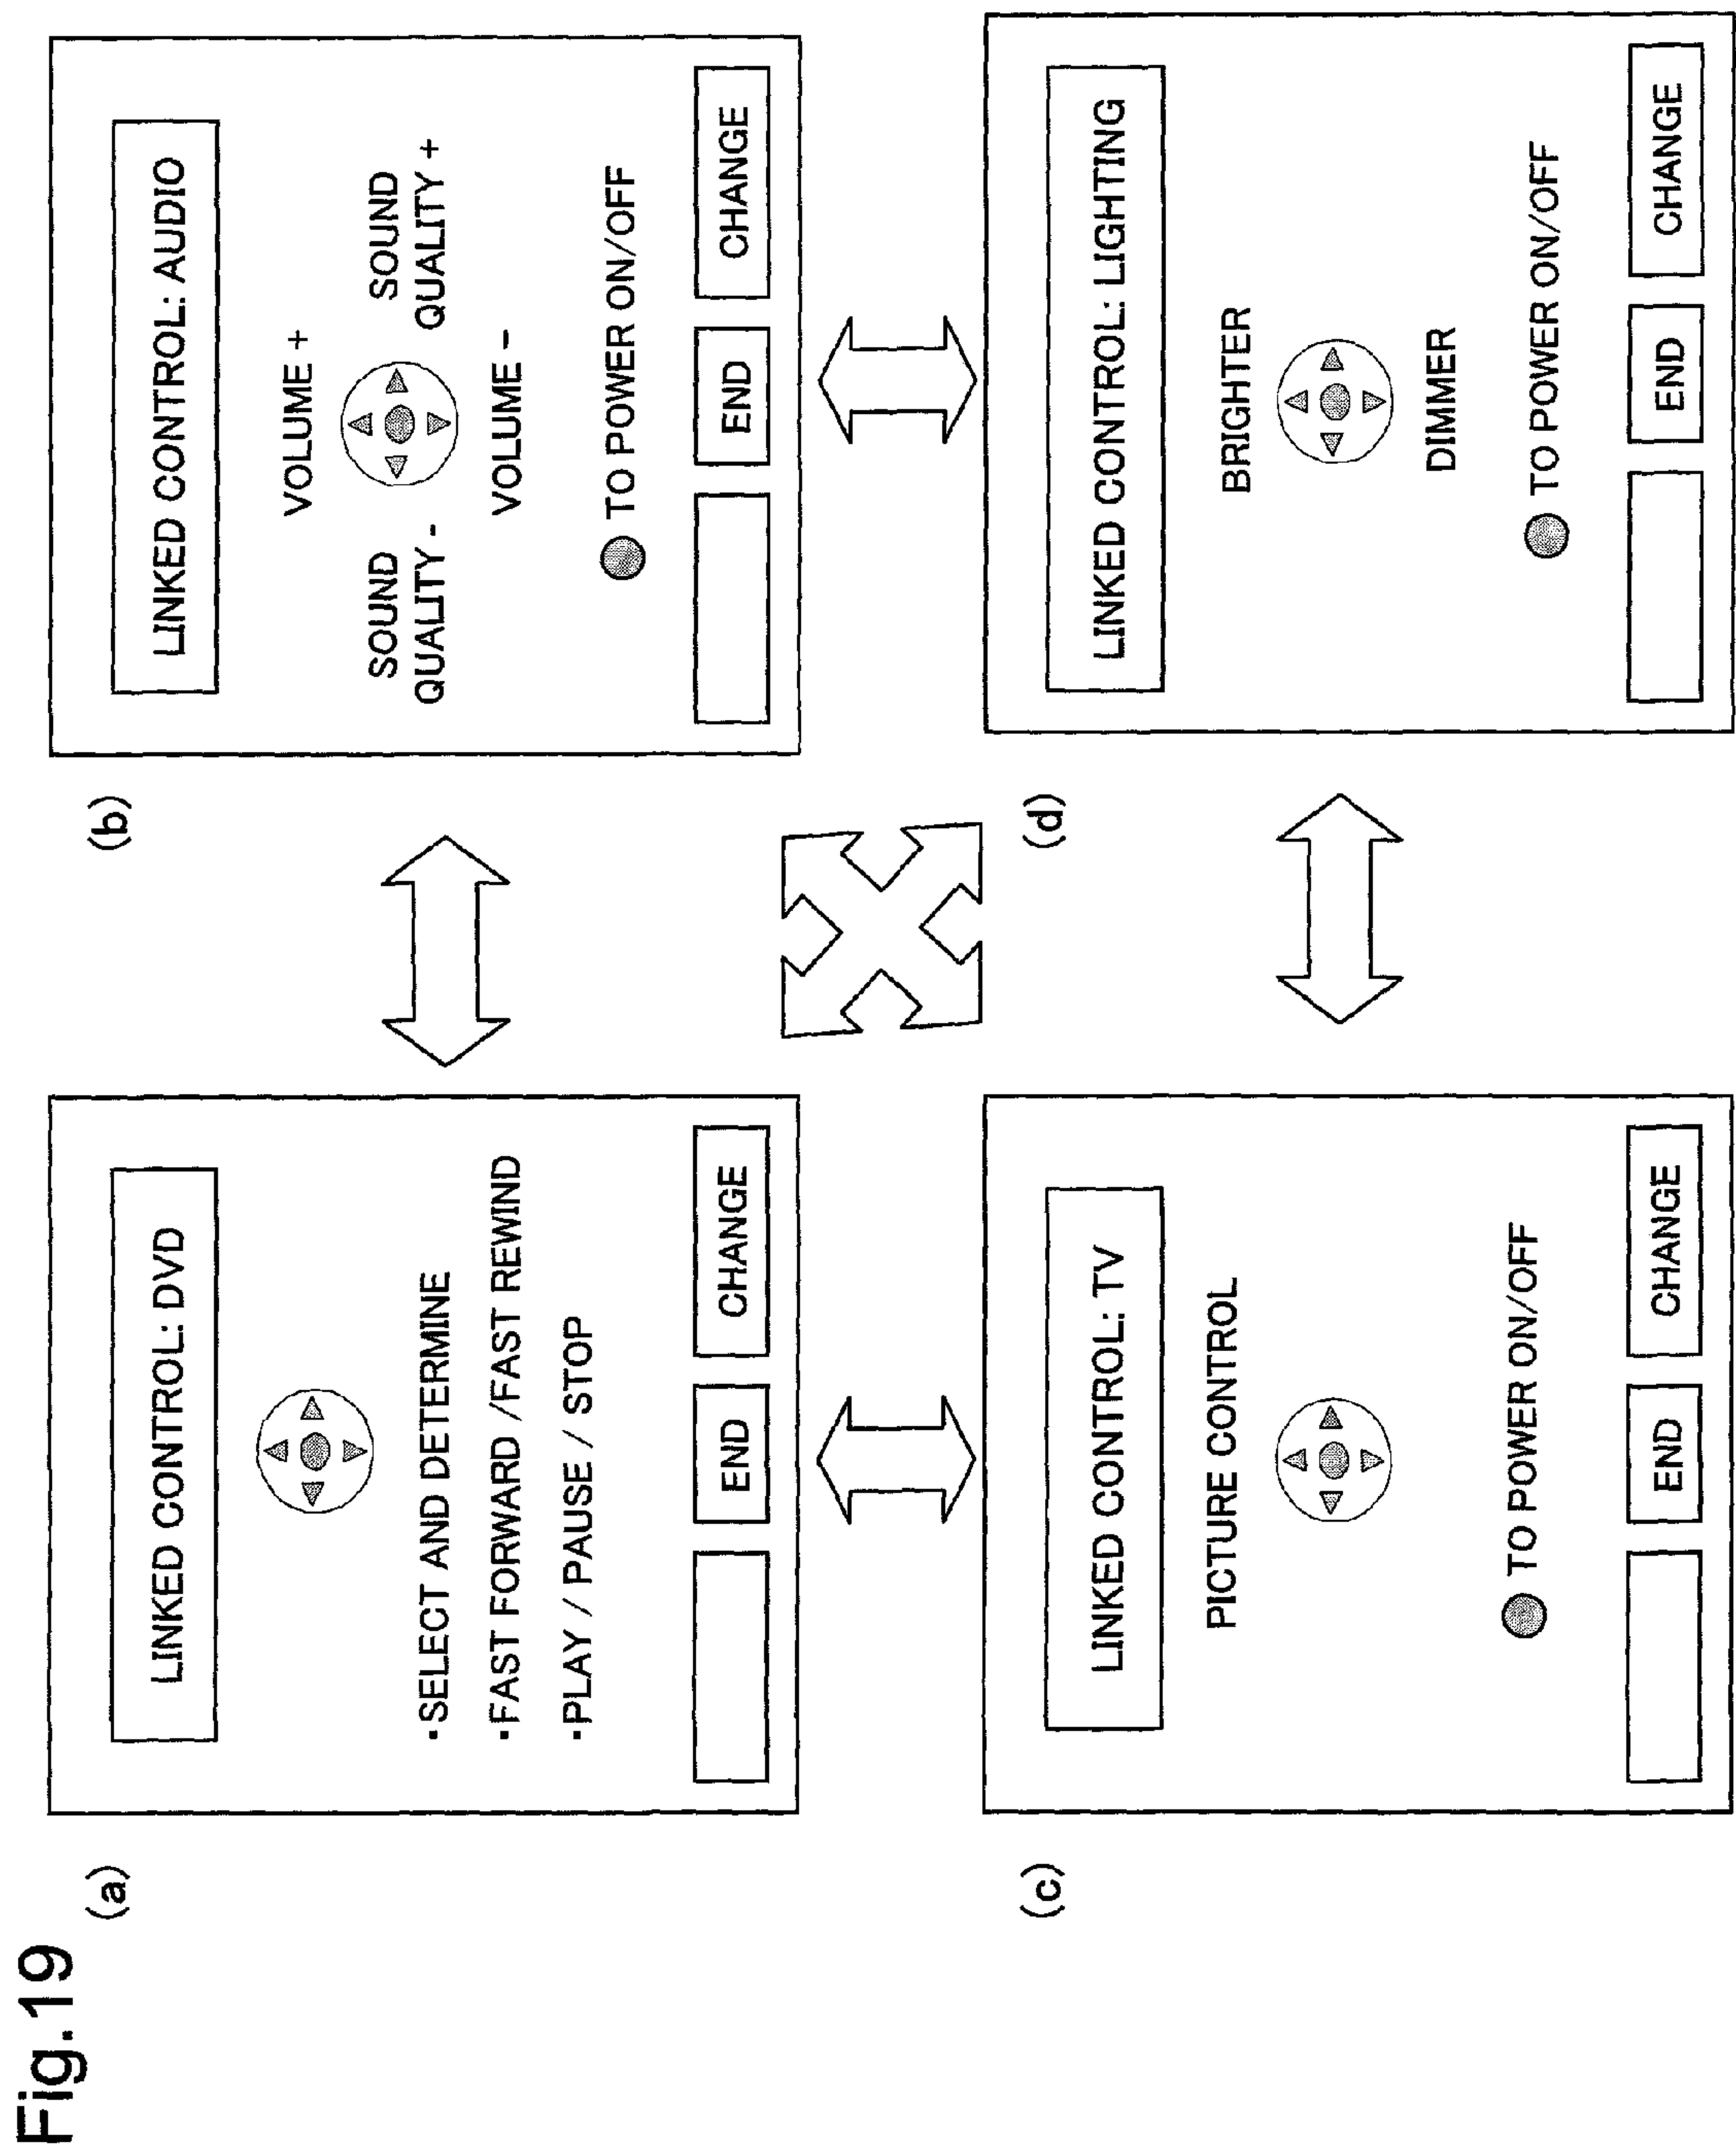 Fig.19
(a)
LINKED CONTROL: DVD
·SELECT AND DETERMINE
·FAST FORWARD /FAST REWIND
·PLAY / PAUSE / STOP
END
CHANGE
(b)
LINKED CONTROL: AUDIO
VOLUME +
SOUND
QUALITY -
SOUND
QUALITY +
VOLUME -
TO POWER ON/OFF
END
CHANGE
(c)
LINKED CONTROL: TV
PICTURE CONTROL
TO POWER ON/OFF
END
CHANGE
(d)
LINKED CONTROL: LIGHTING
BRIGHTER
DIMMER
TO POWER ON/OFF
END
CHANGE